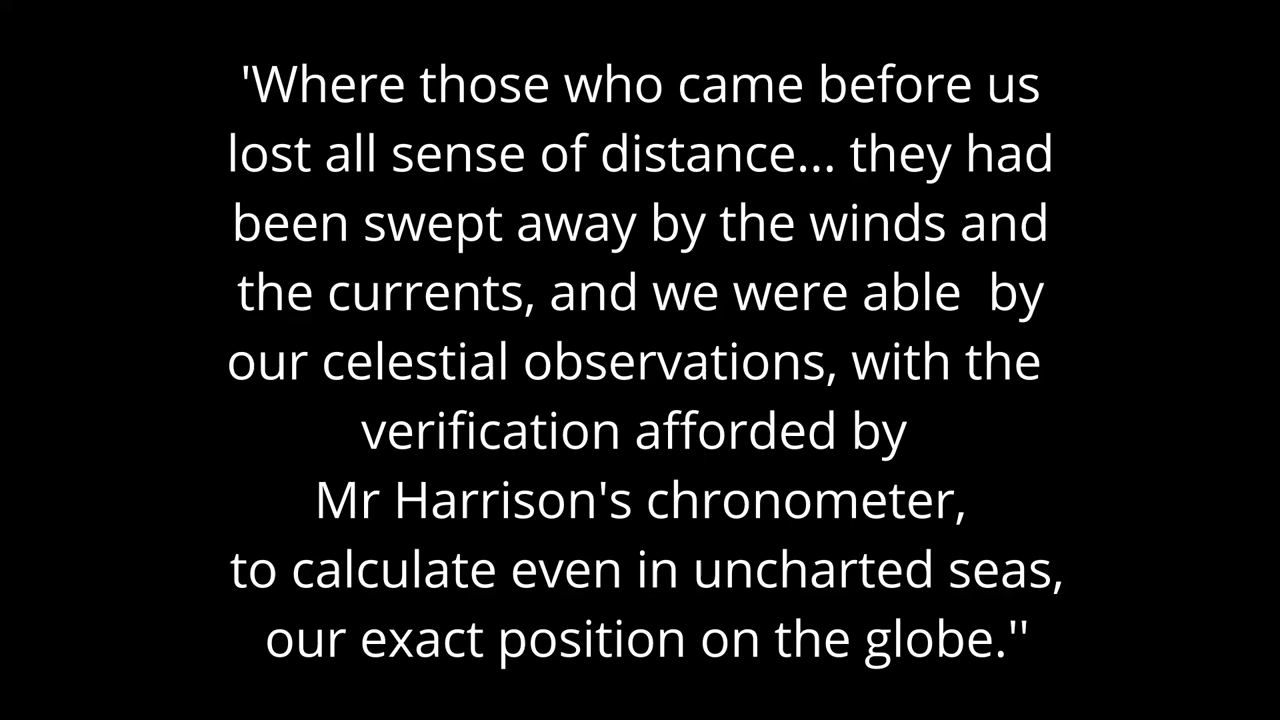 'Where those who came before us
lost all sense of distance... they had
been swept away by the winds and
the currents, and we were able  by
our celestial observations, with the
verification afforded by
Mr Harrison's chronometer,
to calculate even in uncharted seas,
our exact position on the globe.''